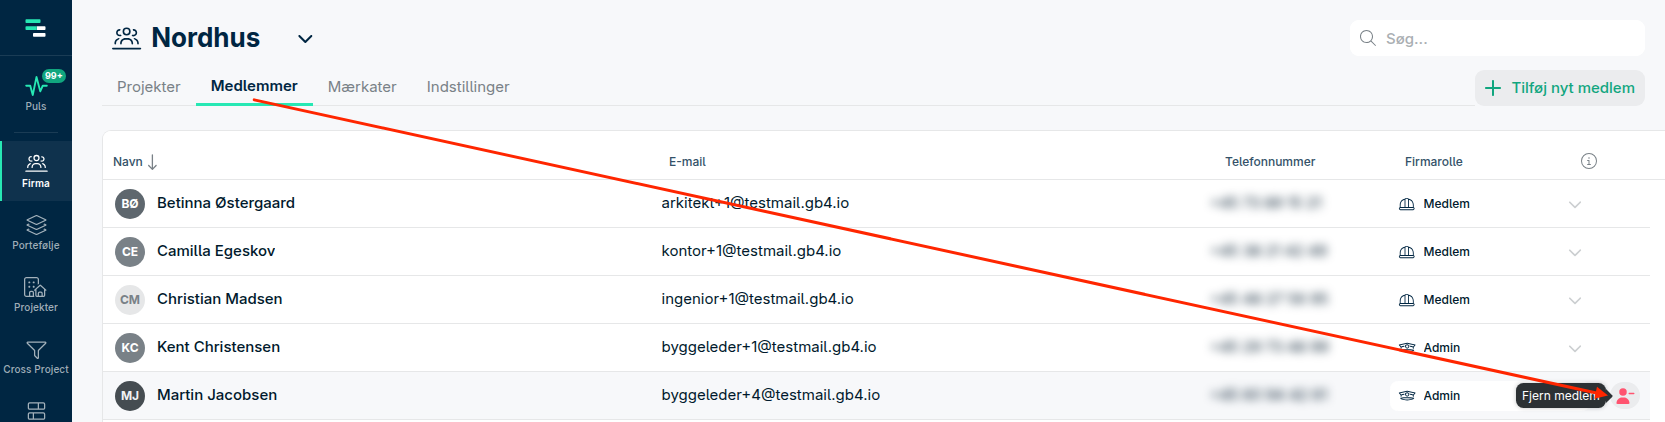 Nordhus
Søg...
99+
Puls
Projekter Medlemmer Mærkater Indstillinger
Tilføj nyt medlem
Firma
Navn E-mail Telefonnummer Firmarolle
BØ Betinna Østergaard arkitekt+1@testmail.gb4.io Medlem
Portefølje
CE Camilla Egeskov kontor+1@testmail.gb4.io Medlem
Projekter
CM Christian Madsen ingenior+1@testmail.gb4.io Medlem
Cross Project
KC Kent Christensen byggeleder+1@testmail.gb4.io Admin
MJ Martin Jacobsen byggeleder+4@testmail.gb4.io Admin Fjern medlem